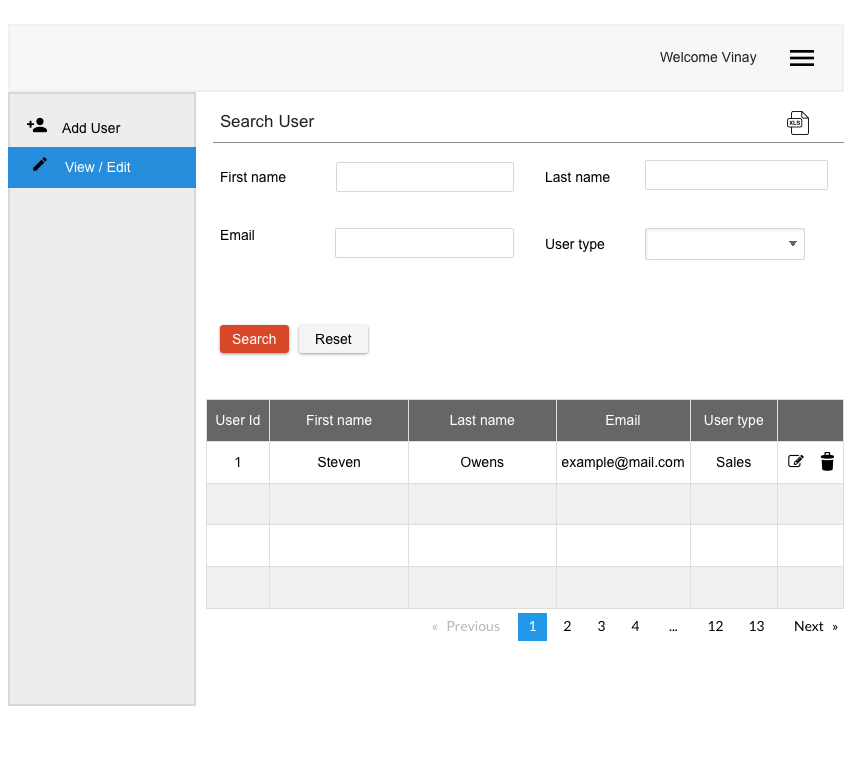 Welcome Vinay
Add User
View / Edit
Search User
XLS
First name
Last name
Email
User type
Search Reset
User Id First name Last name Email User type
1 Steven Owens example@mail.com Sales
« Previous 1 2 3 4 ... 12 13 Next »